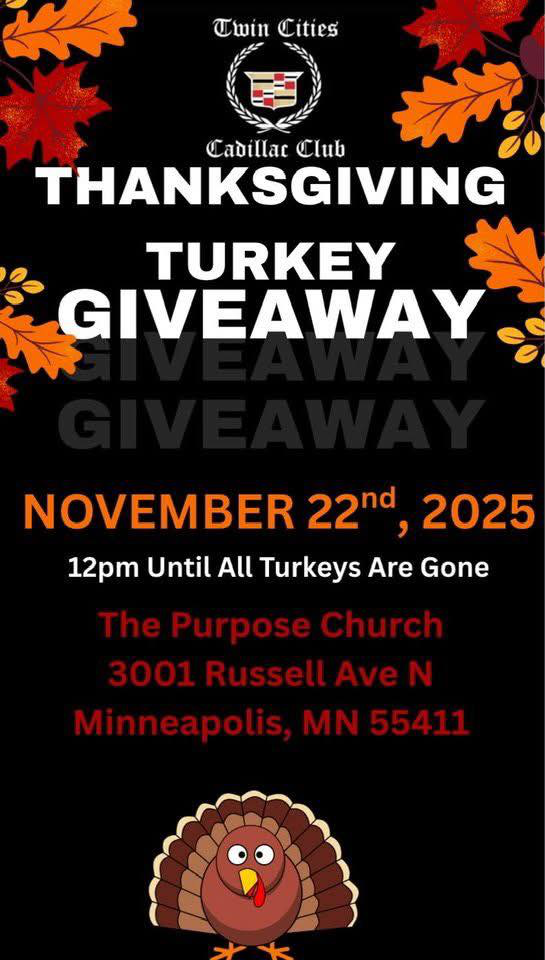 Twin Cities
Cadillac Club
THANKSGIVING
TURKEY
GIVEAWAY
GIVEAWAY
GIVEAWAY
NOVEMBER 22nd, 2025
12pm Until All Turkeys Are Gone
The Purpose Church
3001 Russell Ave N
Minneapolis, MN 55411